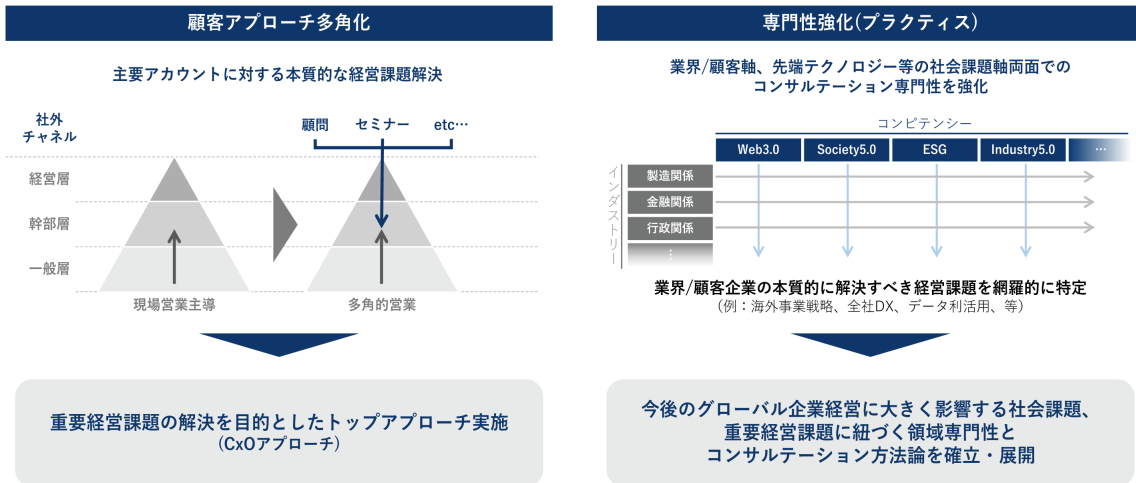 顧客アプローチ多角化
主要アカウントに対する本質的な経営課題解決
社外
チャネル
顧問
セミナー
etc…
経営層
幹部層
一般層
現場営業主導
多角的営業
重要経営課題の解決を目的としたトップアプローチ実施
(CxOアプローチ)
専門性強化(プラクティス)
業界/顧客軸、先端テクノロジー等の社会課題軸両面での
コンサルテーション専門性を強化
コンピテンシー
Web3.0
Society5.0
ESG
Industry5.0
…
インダストリー
製造関係
金融関係
行政関係
…
業界/顧客企業の本質的に解決すべき経営課題を網羅的に特定
(例：海外事業戦略、全社DX、データ利活用、等)
今後のグローバル企業経営に大きく影響する社会課題、
重要経営課題に紐づく領域専門性と
コンサルテーション方法論を確立・展開